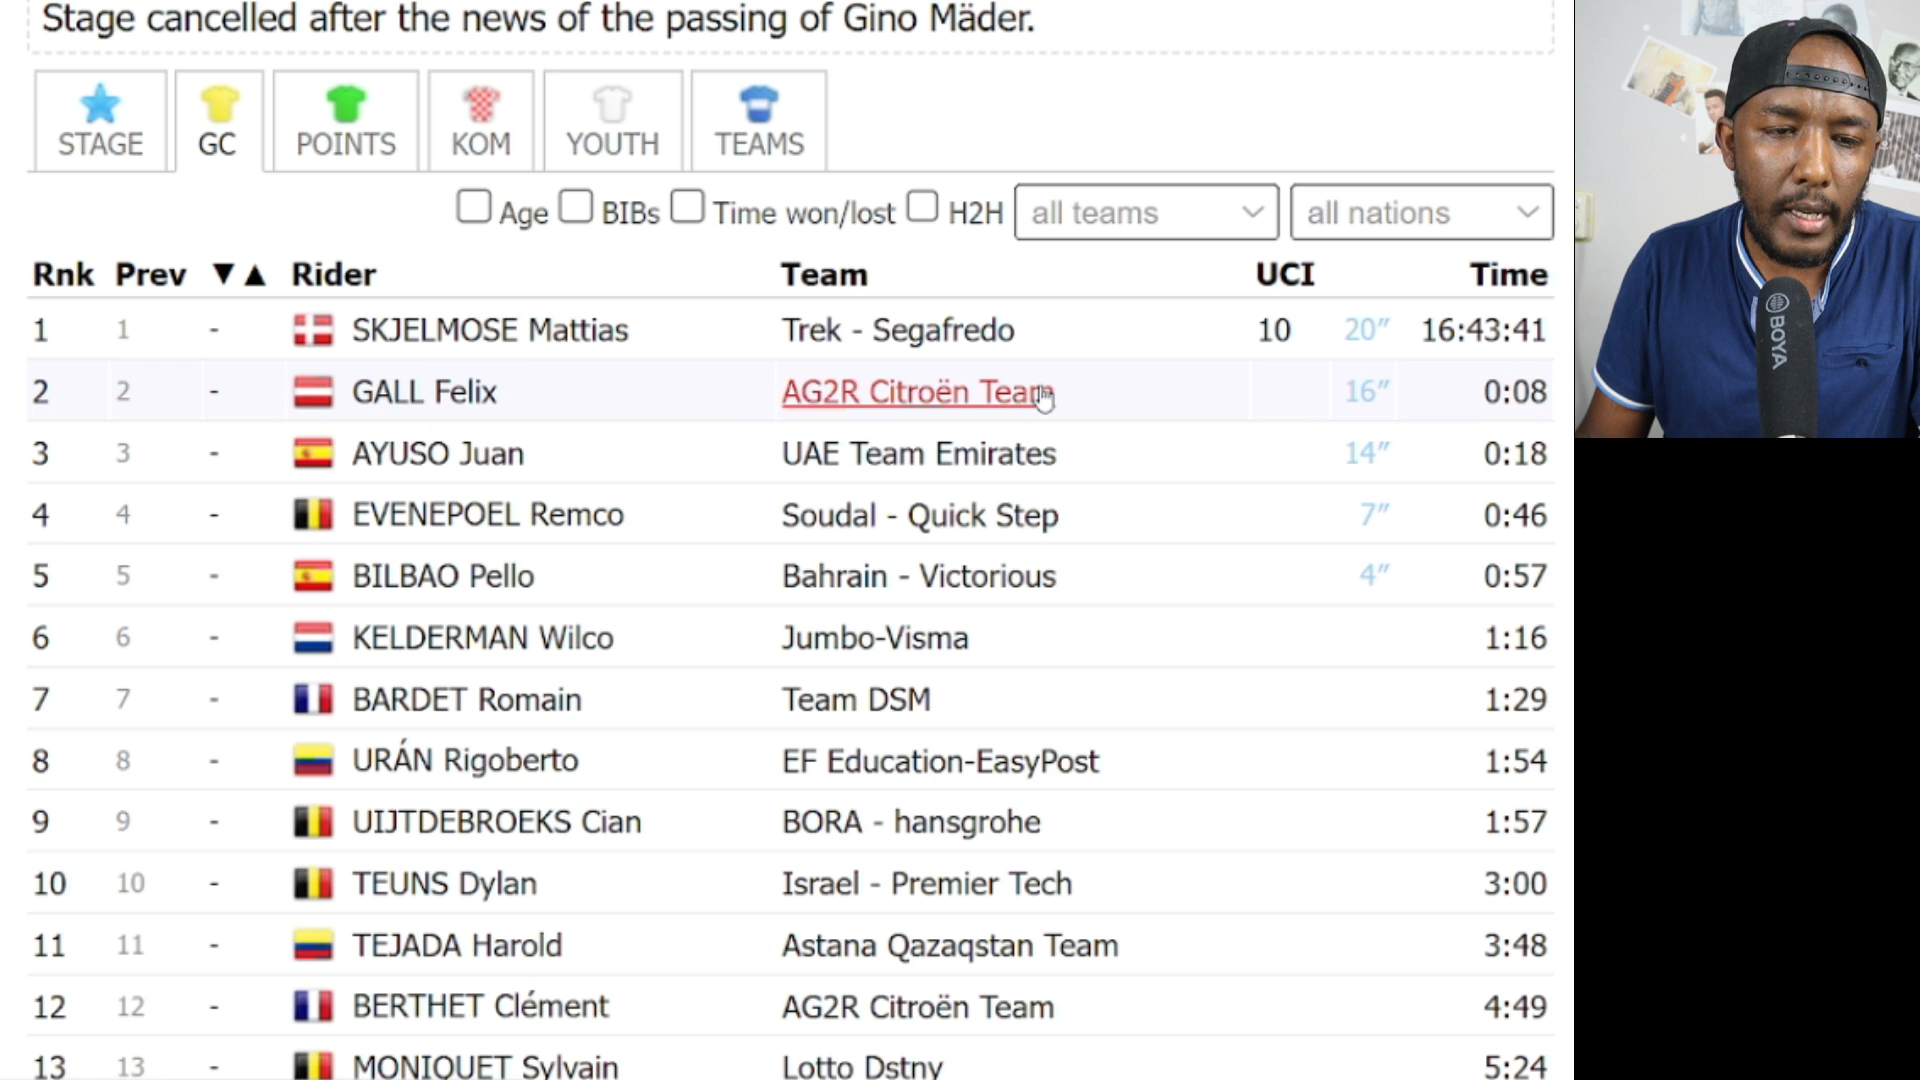 Stage cancelled after the news of the passing of Gino Mäder.
STAGE GC POINTS KOM YOUTH TEAMS
Age BIBs Time won/lost H2H all teams all nations
Rnk Prev ▼▲ Rider Team UCI Time
1 1 - SKJELMOSE Mattias Trek - Segafredo 10 20″ 16:43:41
2 2 - GALL Felix AG2R Citroën Team 16″ 0:08
3 3 - AYUSO Juan UAE Team Emirates 14″ 0:18
4 4 - EVENEPOEL Remco Soudal - Quick Step 7″ 0:46
5 5 - BILBAO Pello Bahrain - Victorious 4″ 0:57
6 6 - KELDERMAN Wilco Jumbo-Visma 1:16
7 7 - BARDET Romain Team DSM 1:29
8 8 - URÁN Rigoberto EF Education-EasyPost 1:54
9 9 - UIJTDEBROEKS Cian BORA - hansgrohe 1:57
10 10 - TEUNS Dylan Israel - Premier Tech 3:00
11 11 - TEJADA Harold Astana Qazaqstan Team 3:48
12 12 - BERTHET Clément AG2R Citroën Team 4:49
13 13 - MONIQUET Sylvain Lotto Dstny 5:24
BOYA